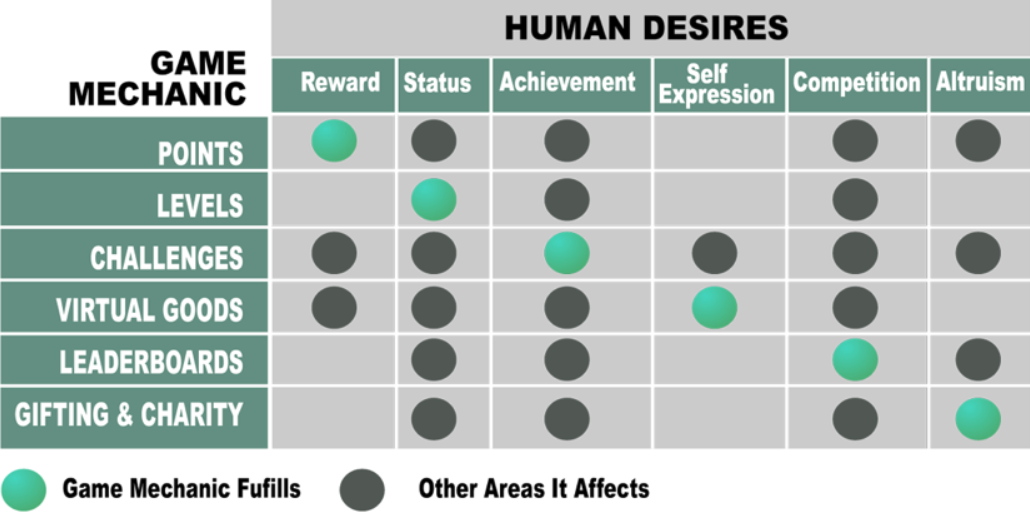 HUMAN DESIRES
GAME
MECHANIC
Reward Status Achievement Self
Expression Competition Altruism
POINTS
LEVELS
CHALLENGES
VIRTUAL GOODS
LEADERBOARDS
GIFTING & CHARITY
Game Mechanic Fufills Other Areas It Affects